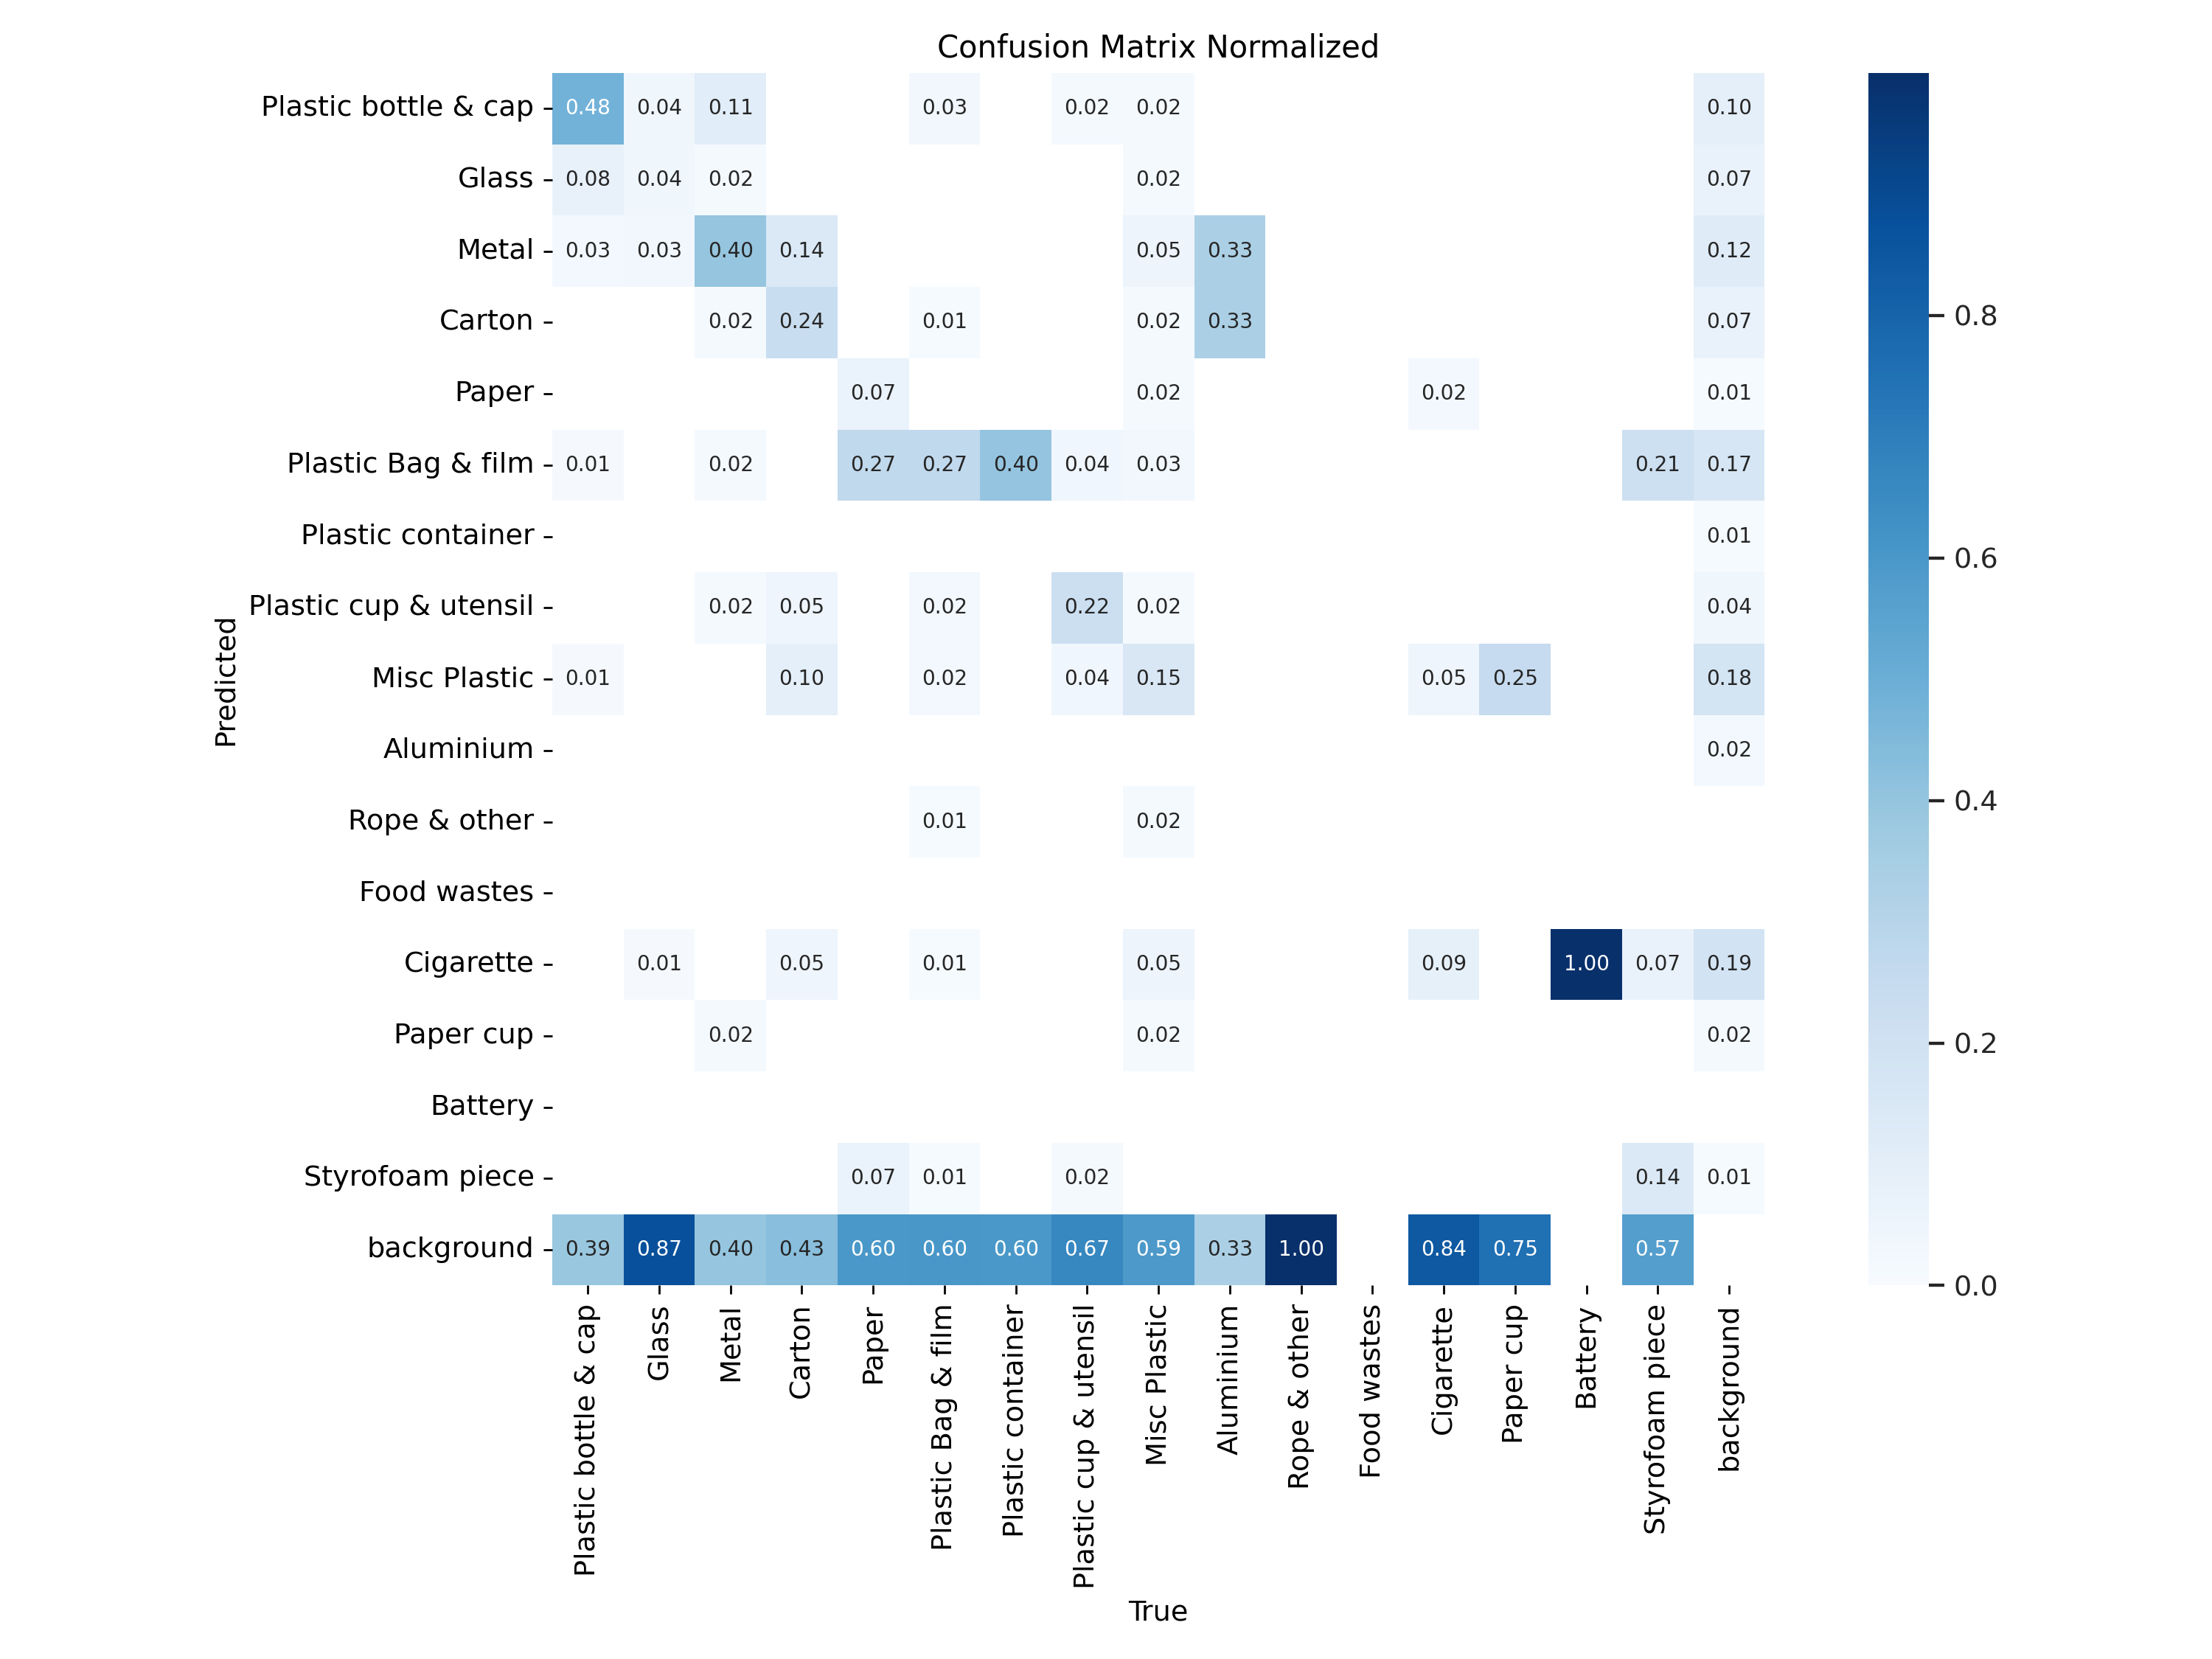 Confusion Matrix Normalized
Plastic bottle & cap 0.48 0.04 0.11 0.03 0.02 0.02 0.10
Glass 0.08 0.04 0.02 0.02 0.07
Metal 0.03 0.03 0.40 0.14 0.05 0.33 0.12
Carton 0.02 0.24 0.01 0.02 0.33 0.07
0.8
Paper 0.07 0.02 0.02 0.01
Plastic Bag & film 0.01 0.02 0.27 0.27 0.40 0.04 0.03 0.21 0.17
Plastic container 0.01
0.6
Plastic cup & utensil 0.02 0.05 0.02 0.22 0.02 0.04
Predicted
Misc Plastic 0.01 0.10 0.02 0.04 0.15 0.05 0.25 0.18
Aluminium 0.02
0.4
Rope & other 0.01 0.02
Food wastes
Cigarette 0.01 0.05 0.01 0.05 0.09 1.00 0.07 0.19
Paper cup 0.02 0.02 0.02
0.2
Battery
Styrofoam piece 0.07 0.01 0.02 0.14 0.01
background 0.39 0.87 0.40 0.43 0.60 0.60 0.60 0.67 0.59 0.33 1.00 0.84 0.75 0.57
0.0
Plastic bottle & cap
Glass
Metal
Carton
Paper
Plastic Bag & film
Plastic container
Plastic cup & utensil
Misc Plastic
Aluminium
Rope & other
Food wastes
Cigarette
Paper cup
Battery
Styrofoam piece
background
True